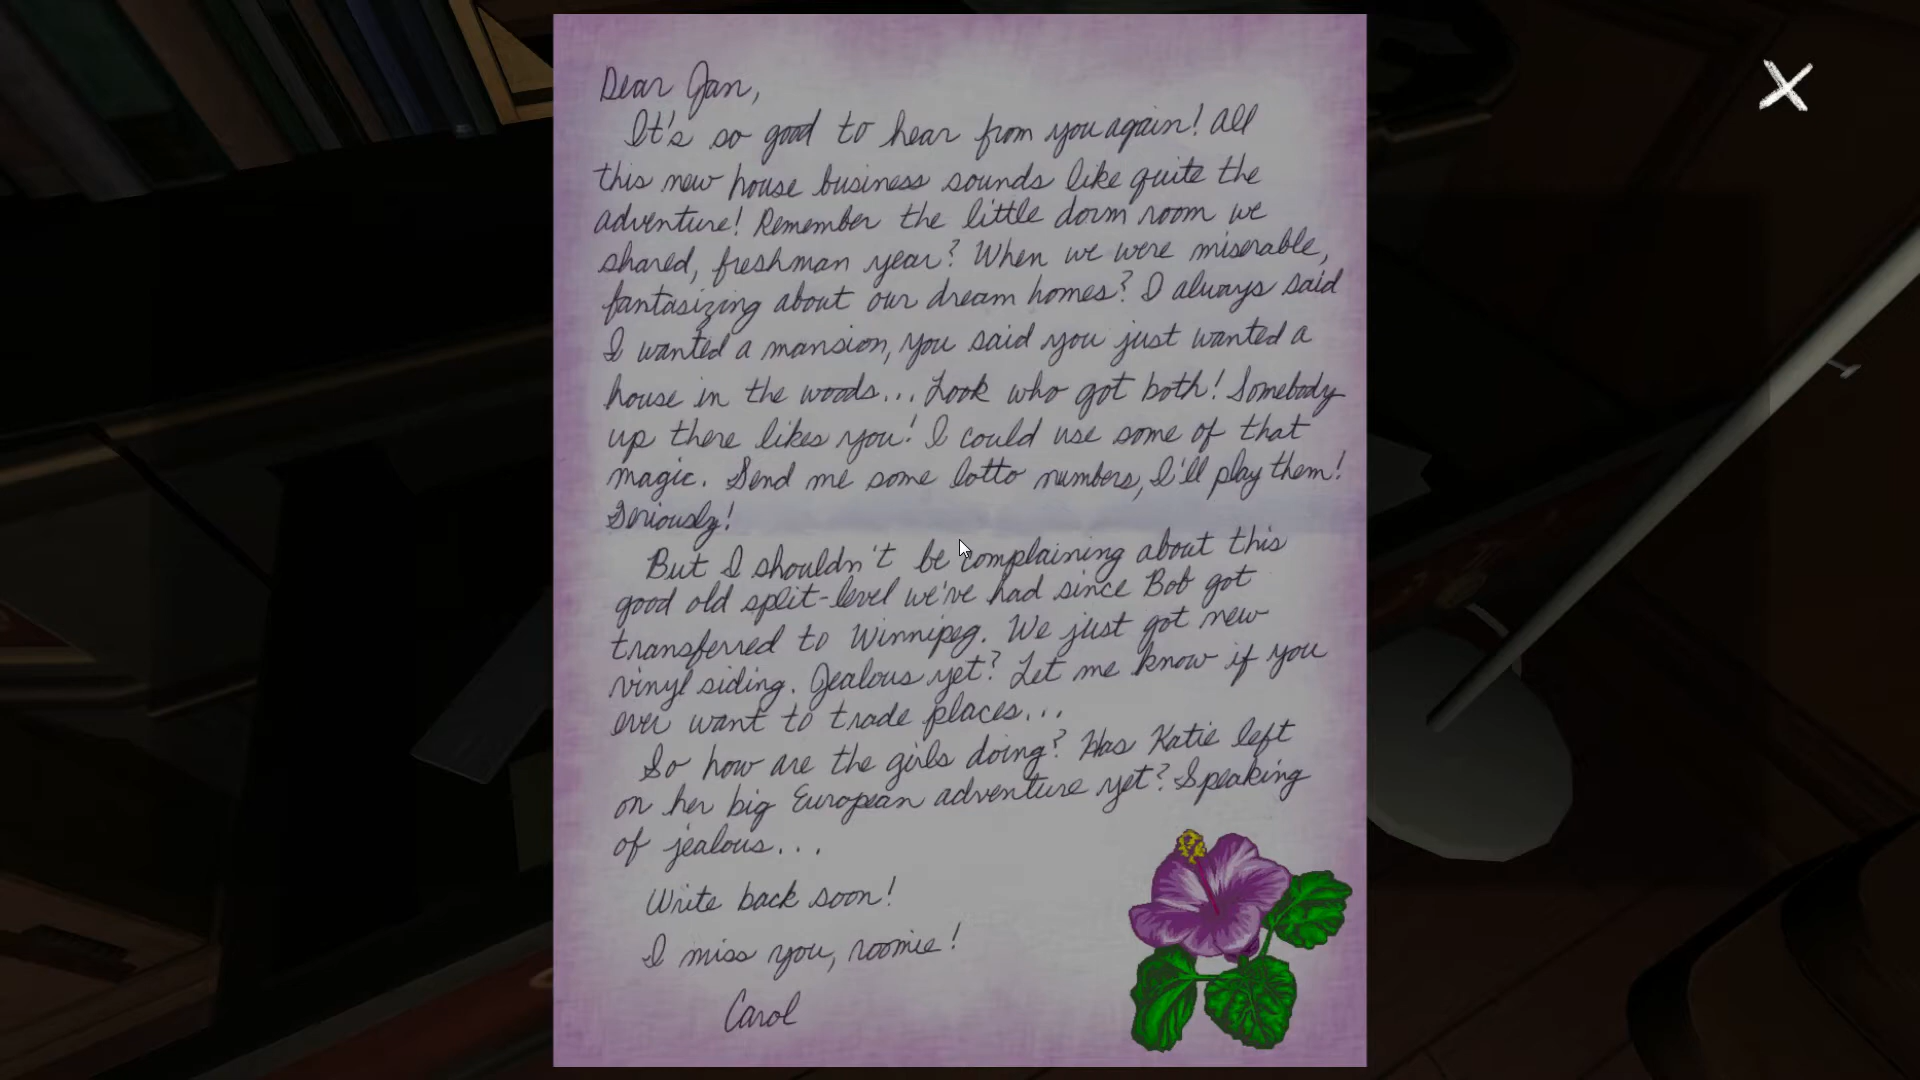 Dear Jan,
It's so good to hear from you again! All
this new house business sounds like quite the
adventure! Remember the little dorm room we
shared, freshman year? When we were miserable,
fantasizing about our dream homes? I always said
I wanted a mansion, you said you just wanted a
house in the woods... Look who got both! Somebody
up there likes you! I could use some of that
magic. Send me some lotto numbers, I'll play them!
Seriously!
But I shouldn't be complaining about this
good old split-level we've had since Bob got
transferred to Winnipeg. We just got new
vinyl siding. Jealous yet? Let me know if you
ever want to trade places...
So how are the girls doing? Has Katie left
on her big European adventure yet? Speaking
of jealous...
Write back soon!
I miss you, roomie!
Carol